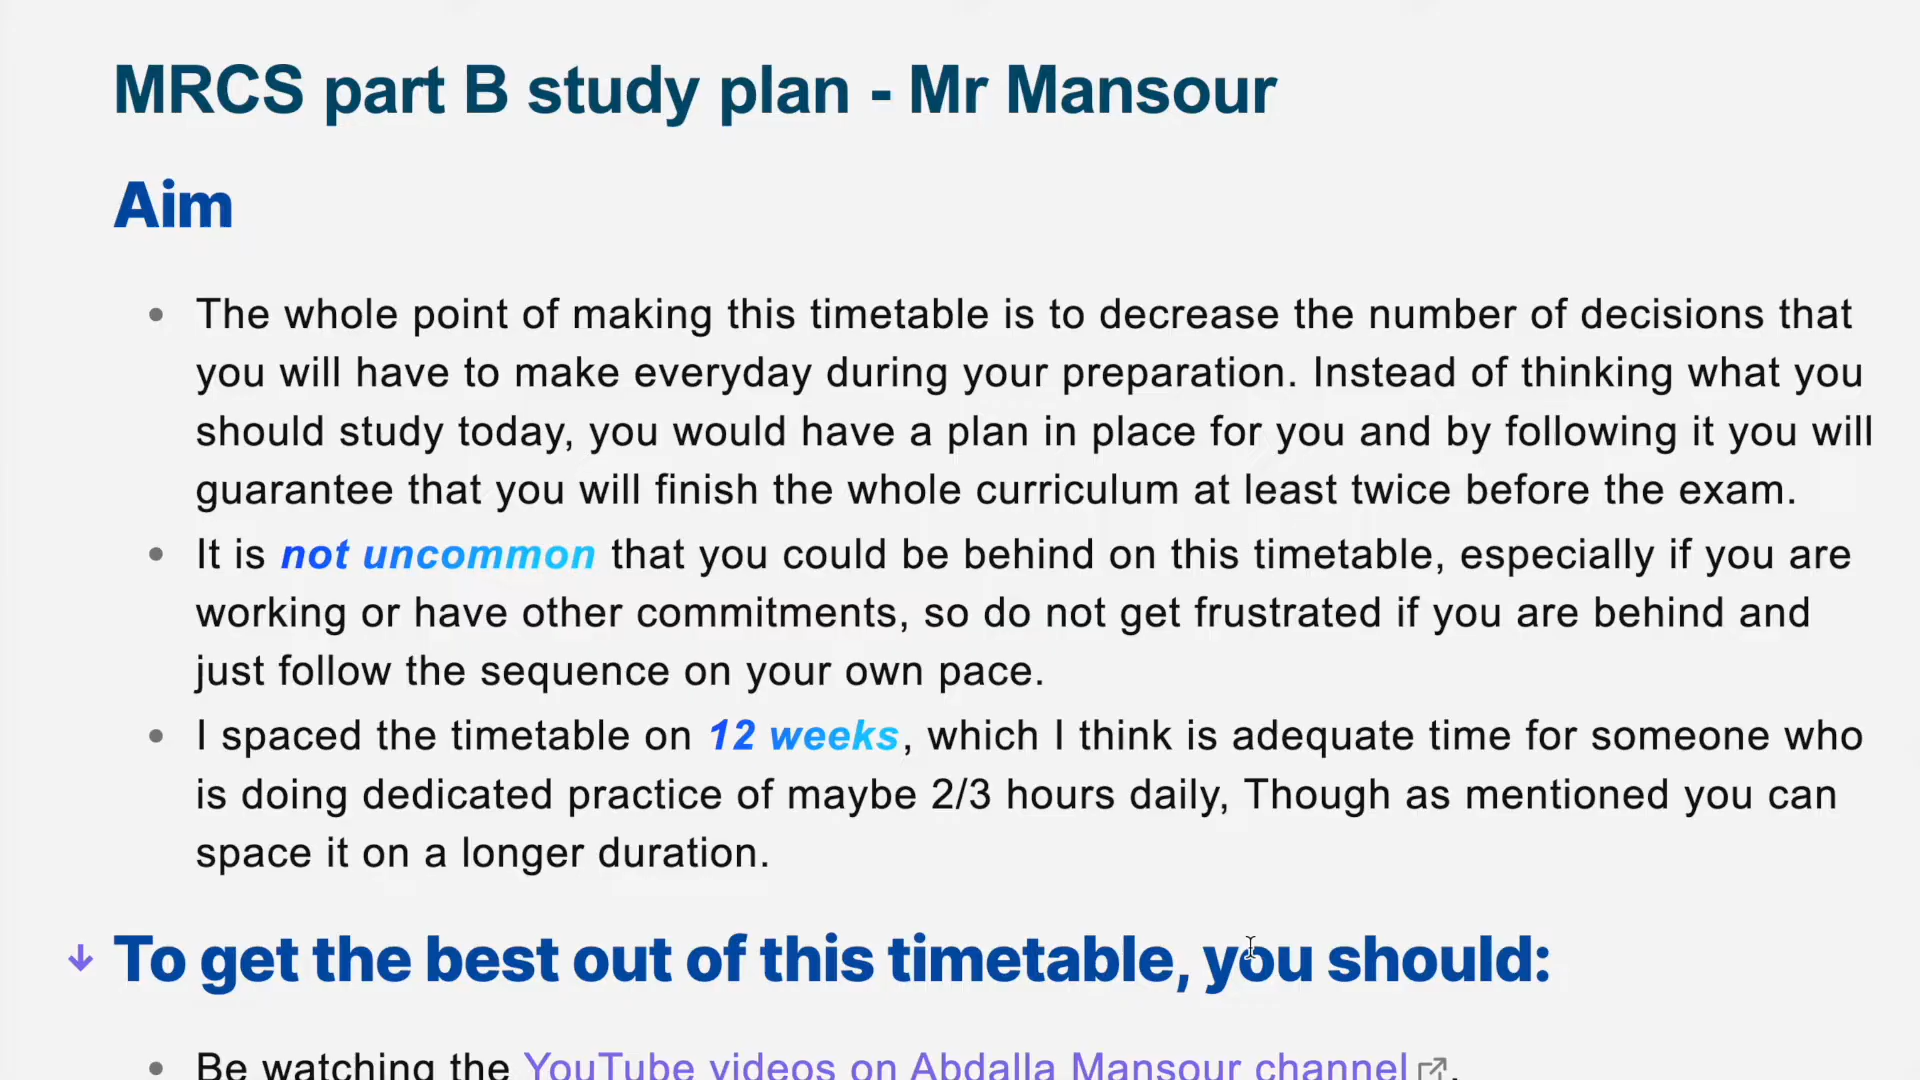 MRCS part B study plan - Mr Mansour
Aim
The whole point of making this timetable is to decrease the number of decisions that
you will have to make everyday during your preparation. Instead of thinking what you
should study today, you would have a plan in place for you and by following it you will
guarantee that you will finish the whole curriculum at least twice before the exam.
It is not uncommon that you could be behind on this timetable, especially if you are
working or have other commitments, so do not get frustrated if you are behind and
just follow the sequence on your own pace.
I spaced the timetable on 12 weeks, which I think is adequate time for someone who
is doing dedicated practice of maybe 2/3 hours daily, Though as mentioned you can
space it on a longer duration.
To get the best out of this timetable, you should:
Be watching the YouTube videos on Abdalla Mansour channel.